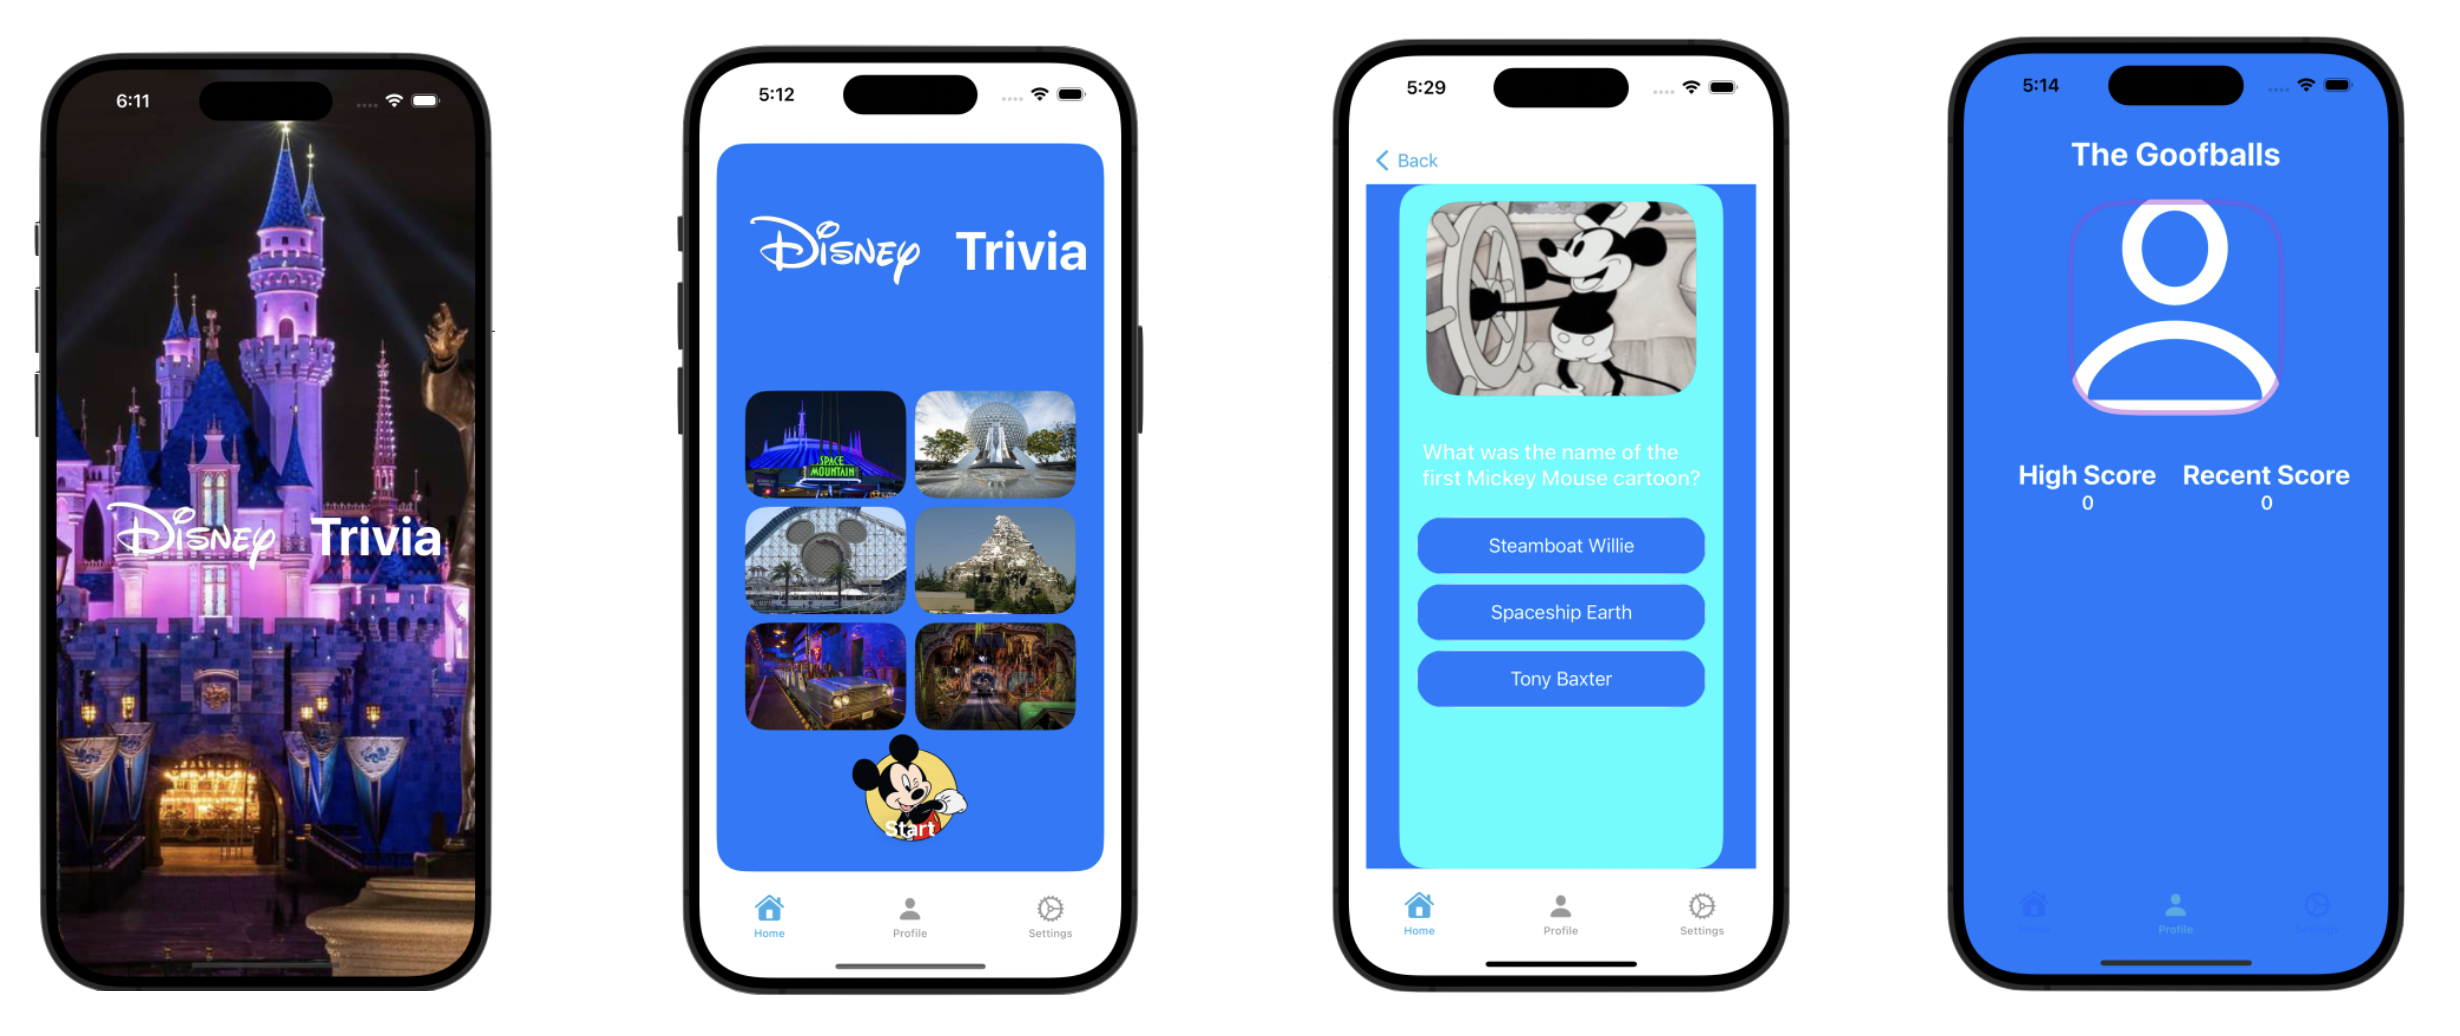 6:11
Disney Trivia
5:12
Disney Trivia
SPACE
MOUNTAIN
Start
Home
Profile
Settings
5:29
Back
What was the name of the
first Mickey Mouse cartoon?
Steamboat Willie
Spaceship Earth
Tony Baxter
Home
Profile
Settings
5:14
The Goofballs
High Score Recent Score
0 0
Home
Profile
Settings